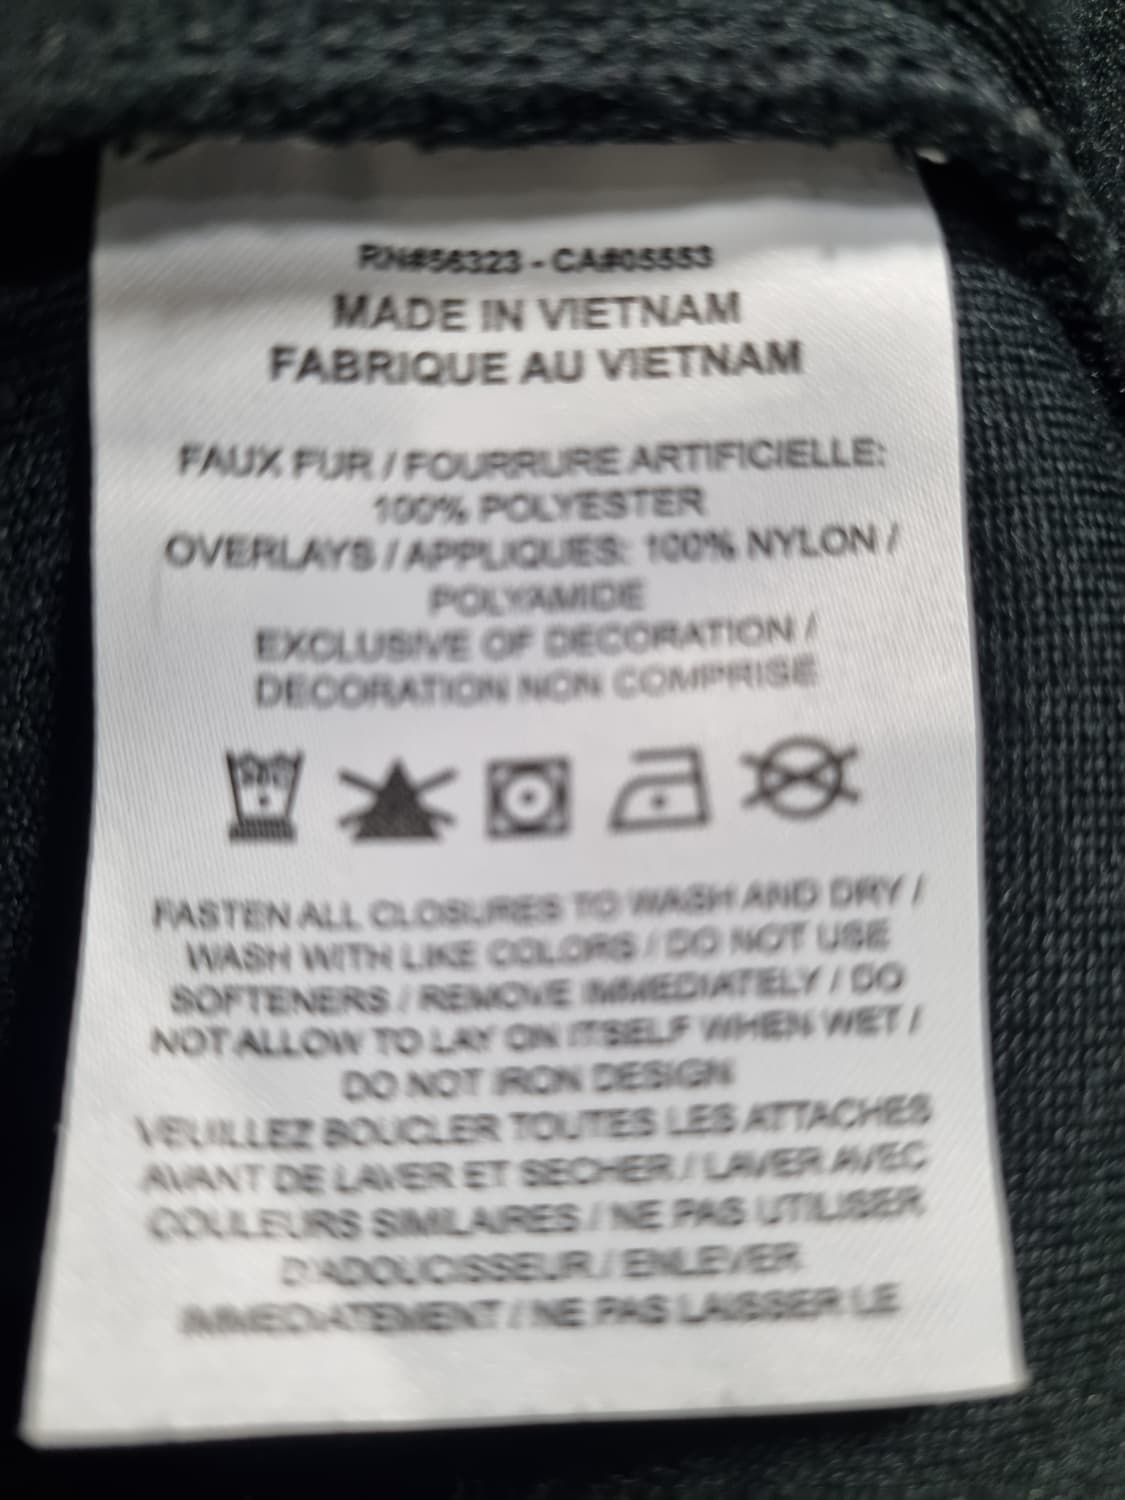 RN#56323 - CA#05553
MADE IN VIETNAM
FABRIQUE AU VIETNAM
FAUX FUR / FOURRURE ARTIFICIELLE:
100% POLYESTER
OVERLAYS / APPLIQUES: 100% NYLON /
POLYAMIDE
EXCLUSIVE OF DECORATION /
DECORATION NON COMPRISE
FASTEN ALL CLOSURES TO WASH AND DRY /
WASH WITH LIKE COLORS / DO NOT USE
SOFTENERS / REMOVE IMMEDIATELY / DO
NOT ALLOW TO LAY ON ITSELF WHEN WET /
DO NOT IRON DESIGN
VEUILLEZ BOUCLER TOUTES LES ATTACHES
AVANT DE LAVER ET SECHER / LAVER AVEC
COULEURS SIMILAIRES / NE PAS UTILISER
D'ADOUCISSEUR / ENLEVER
IMMEDIATEMENT / NE PAS LAISSER LE